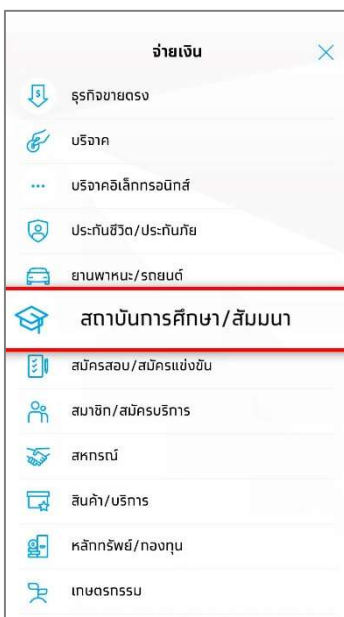 จ่ายเงิน
ธุรกิจขายตรง
บริจาค
บริจาคอิเล็กทรอนิกส์
ประกันชีวิต/ประกันภัย
ยานพาหนะ/รถยนต์
สถาบันการศึกษา/สัมมนา
สมัครสอบ/สมัครแข่งขัน
สมาชิก/สมัครบริการ
สหกรณ์
สินค้า/บริการ
หลักทรัพย์/กองทุน
เกษตรกรรม